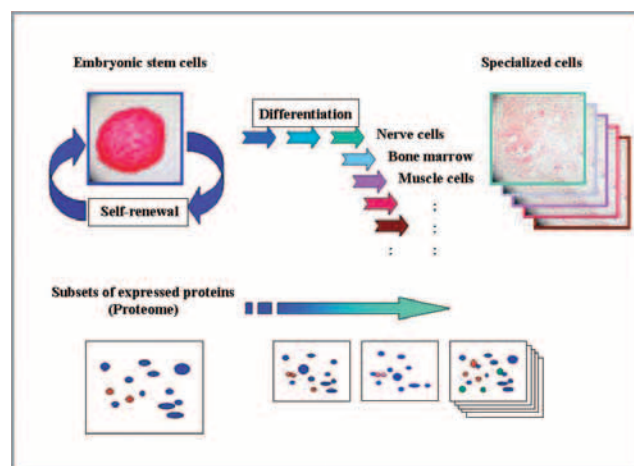 Embryonic stem cells
Specialized cells
Differentiation
Nerve cells
Bone marrow
Muscle cells
:
:
:
Self-renewal
Subsets of expressed proteins
(Proteome)